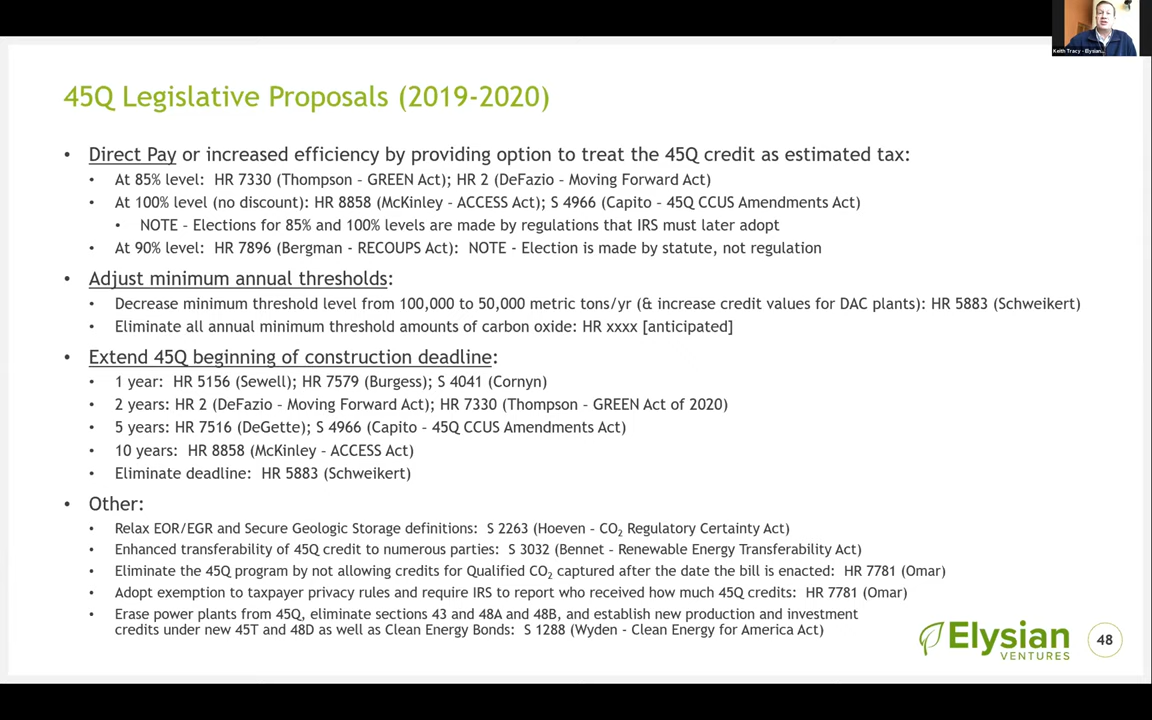 Keith Tracy - Elysian...
45Q Legislative Proposals (2019-2020)
• Direct Pay or increased efficiency by providing option to treat the 45Q credit as estimated tax:
• At 85% level: HR 7330 (Thompson – GREEN Act); HR 2 (DeFazio – Moving Forward Act)
• At 100% level (no discount): HR 8858 (McKinley – ACCESS Act); S 4966 (Capito – 45Q CCUS Amendments Act)
• NOTE – Elections for 85% and 100% levels are made by regulations that IRS must later adopt
• At 90% level: HR 7896 (Bergman - RECOUPS Act): NOTE - Election is made by statute, not regulation
• Adjust minimum annual thresholds:
• Decrease minimum threshold level from 100,000 to 50,000 metric tons/yr (& increase credit values for DAC plants): HR 5883 (Schweikert)
• Eliminate all annual minimum threshold amounts of carbon oxide: HR xxxx [anticipated]
• Extend 45Q beginning of construction deadline:
• 1 year: HR 5156 (Sewell); HR 7579 (Burgess); S 4041 (Cornyn)
• 2 years: HR 2 (DeFazio – Moving Forward Act); HR 7330 (Thompson – GREEN Act of 2020)
• 5 years: HR 7516 (DeGette); S 4966 (Capito – 45Q CCUS Amendments Act)
• 10 years: HR 8858 (McKinley – ACCESS Act)
• Eliminate deadline: HR 5883 (Schweikert)
• Other:
• Relax EOR/EGR and Secure Geologic Storage definitions: S 2263 (Hoeven – CO₂ Regulatory Certainty Act)
• Enhanced transferability of 45Q credit to numerous parties: S 3032 (Bennet – Renewable Energy Transferability Act)
• Eliminate the 45Q program by not allowing credits for Qualified CO₂ captured after the date the bill is enacted: HR 7781 (Omar)
• Adopt exemption to taxpayer privacy rules and require IRS to report who received how much 45Q credits: HR 7781 (Omar)
• Erase power plants from 45Q, eliminate sections 43 and 48A and 48B, and establish new production and investment
credits under new 45T and 48D as well as Clean Energy Bonds: S 1288 (Wyden – Clean Energy for America Act)
Elysian
VENTURES
48